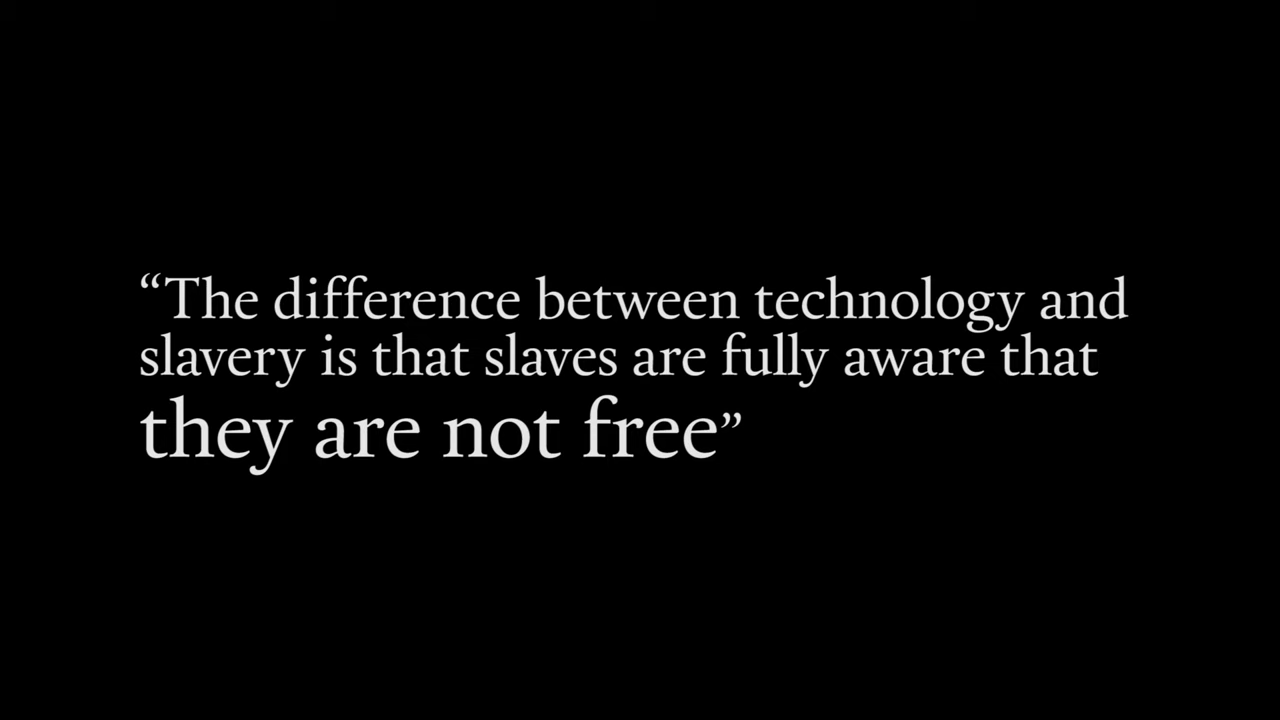 “The difference between technology and
slavery is that slaves are fully aware that
they are not free”